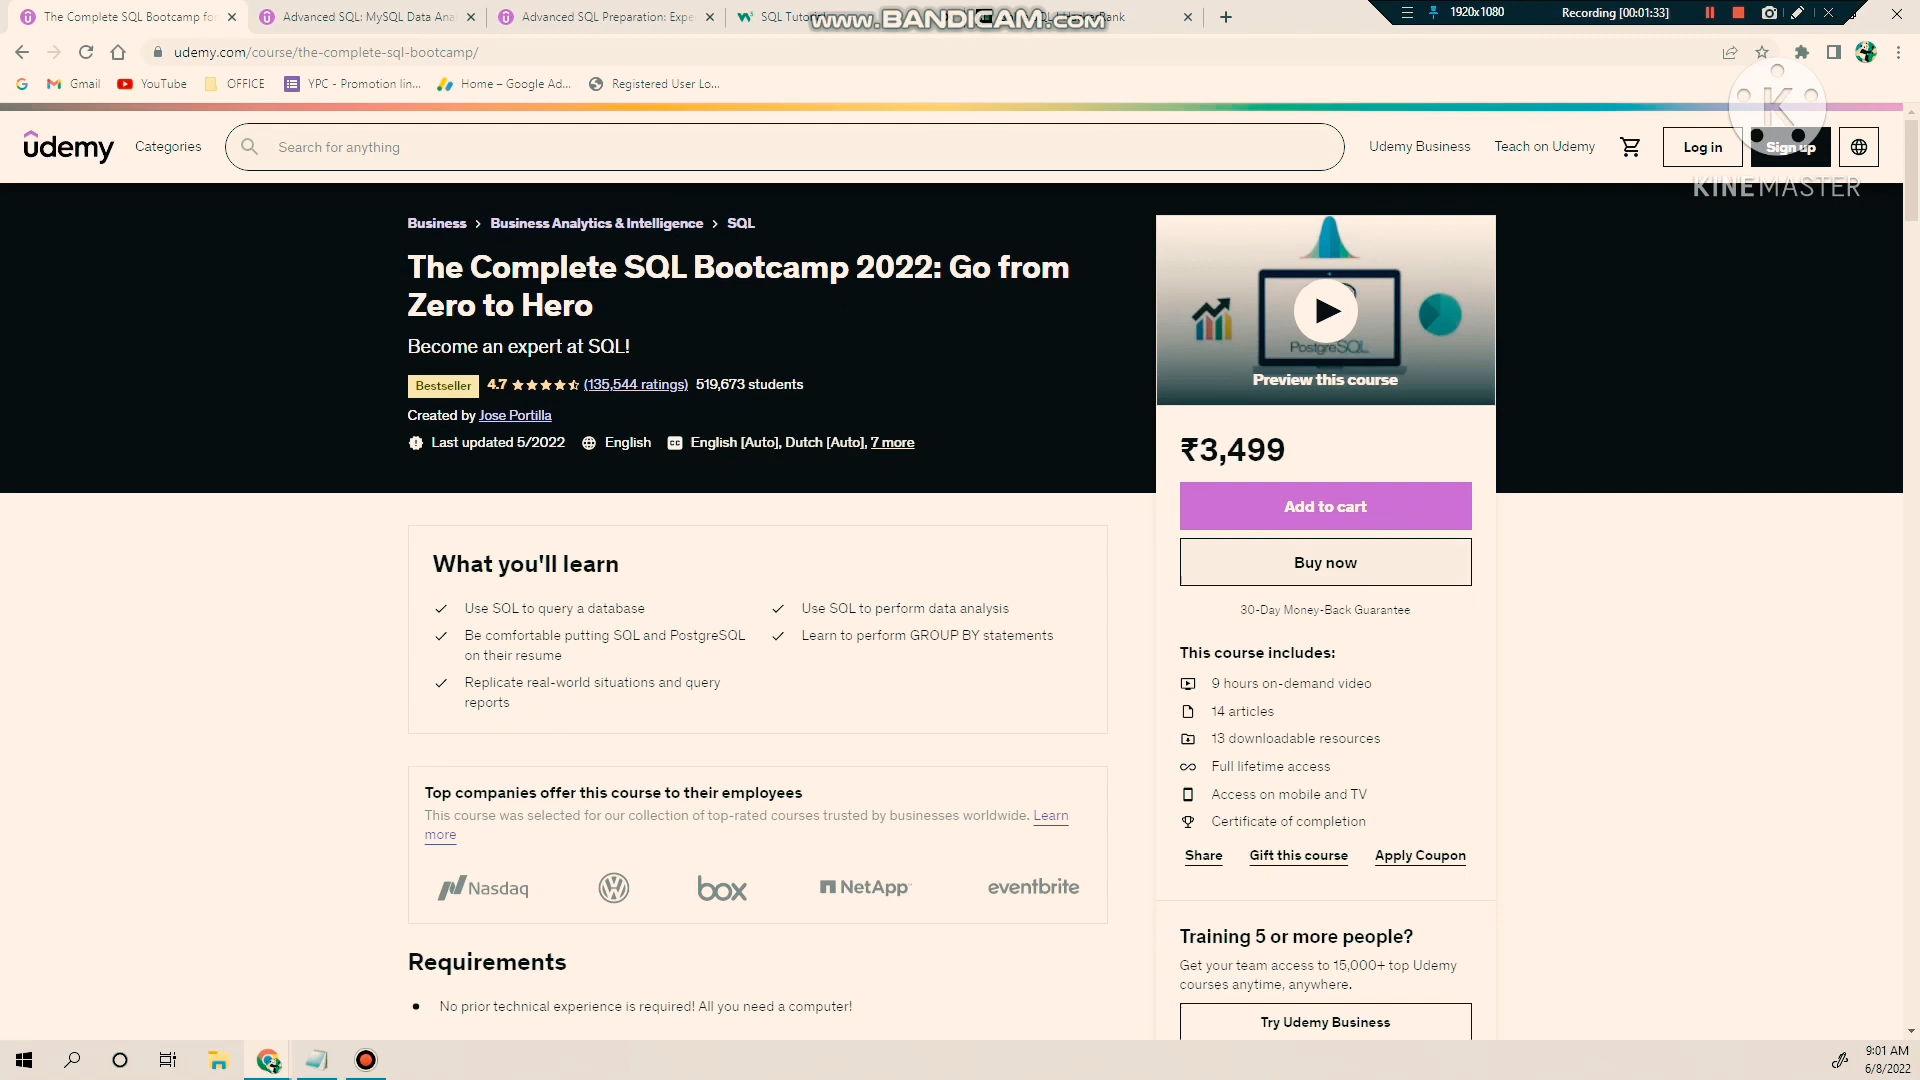 The Complete SQL Bootcamp fo
Advanced SQL: MySQL Data Ana
Advanced SQL Preparation: Expe
SQL Tutorial
HackerRank
www.BANDICAM.com
1920x1080
Recording [00:01:33]
udemy.com/course/the-complete-sql-bootcamp/
Gmail
YouTube
OFFICE
YPC - Promotion lin...
Home – Google Ad...
Registered User Lo...
udemy
Categories
Search for anything
Udemy Business
Teach on Udemy
Log in
Sign up
K
KINEMASTER
Business > Business Analytics & Intelligence > SQL
The Complete SQL Bootcamp 2022: Go from
Zero to Hero
Become an expert at SQL!
Bestseller 4.7 (135,544 ratings) 519,673 students
Created by Jose Portilla
Last updated 5/2022 English English [Auto], Dutch [Auto], 7 more
PostgreSQL
Preview this course
₹3,499
Add to cart
Buy now
30-Day Money-Back Guarantee
This course includes:
9 hours on-demand video
14 articles
13 downloadable resources
Full lifetime access
Access on mobile and TV
Certificate of completion
Share Gift this course Apply Coupon
Training 5 or more people?
Get your team access to 15,000+ top Udemy
courses anytime, anywhere.
Try Udemy Business
What you'll learn
Use SQL to query a database
Use SQL to perform data analysis
Be comfortable putting SQL and PostgreSQL
on their resume
Learn to perform GROUP BY statements
Replicate real-world situations and query
reports
Top companies offer this course to their employees
This course was selected for our collection of top-rated courses trusted by businesses worldwide. Learn
more
Nasdaq
box
NetApp
eventbrite
Requirements
No prior technical experience is required! All you need a computer!
9:01 AM
6/8/2022